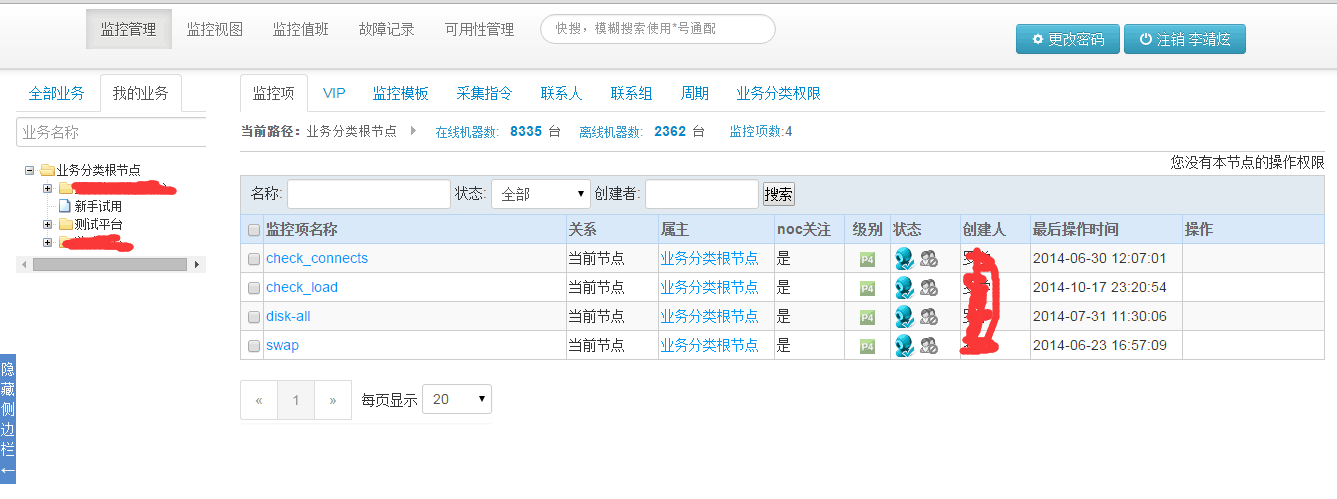 监控管理 监控视图 监控值班 故障记录 可用性管理 快搜，模糊搜索使用*号通配 更改密码 注销 李靖炫
全部业务 我的业务 监控项 VIP 监控模板 采集指令 联系人 联系组 周期 业务分类权限
业务名称 当前路径：业务分类根节点 在线机器数: 8335 台 离线机器数: 2362 台 监控项数:4
您没有本节点的操作权限
业务分类根节点
新手试用
测试平台
名称: 状态: 全部 创建者: 搜索
监控项名称 关系 属主 noc关注 级别 状态 创建人 最后操作时间 操作
check_connects 当前节点 业务分类根节点 是 P4 2014-06-30 12:07:01
check_load 当前节点 业务分类根节点 是 P4 2014-10-17 23:20:54
disk-all 当前节点 业务分类根节点 是 P4 2014-07-31 11:30:06
swap 当前节点 业务分类根节点 是 P4 2014-06-23 16:57:09
« 1 » 每页显示 20
隐藏侧边栏←